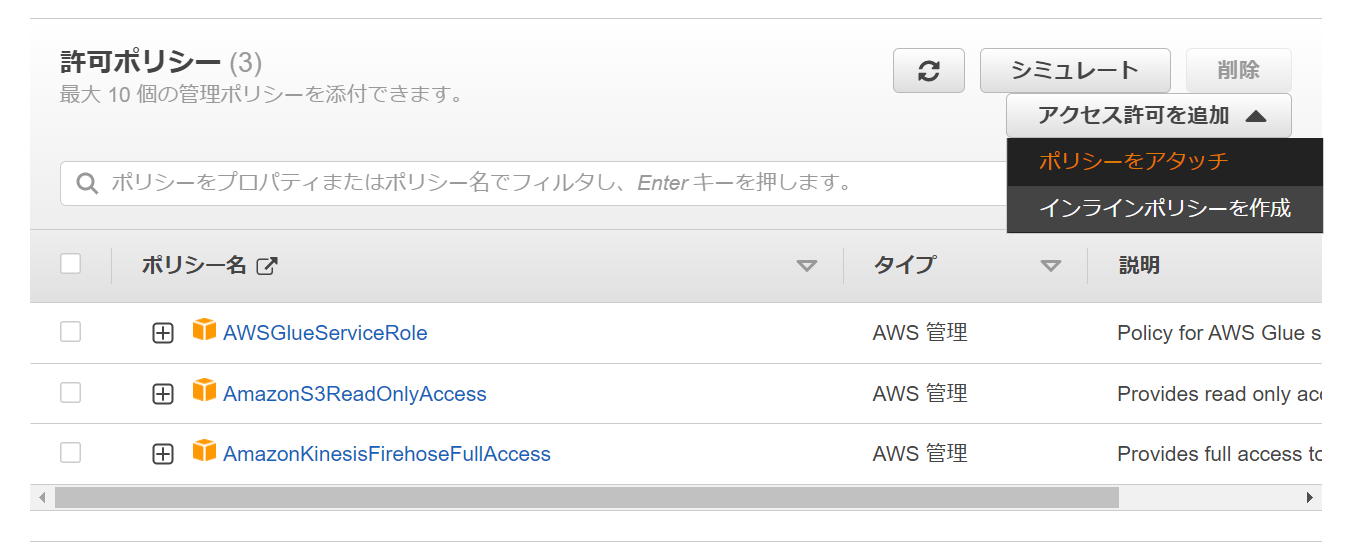 許可ポリシー (3)
最大 10 個の管理ポリシーを添付できます。
シミュレート
削除
アクセス許可を追加
ポリシーをアタッチ
インラインポリシーを作成
ポリシーをプロパティまたはポリシー名でフィルタし、Enter キーを押します。
ポリシー名 タイプ 説明
AWSGlueServiceRole AWS 管理 Policy for AWS Glue s
AmazonS3ReadOnlyAccess AWS 管理 Provides read only acc
AmazonKinesisFirehoseFullAccess AWS 管理 Provides full access to